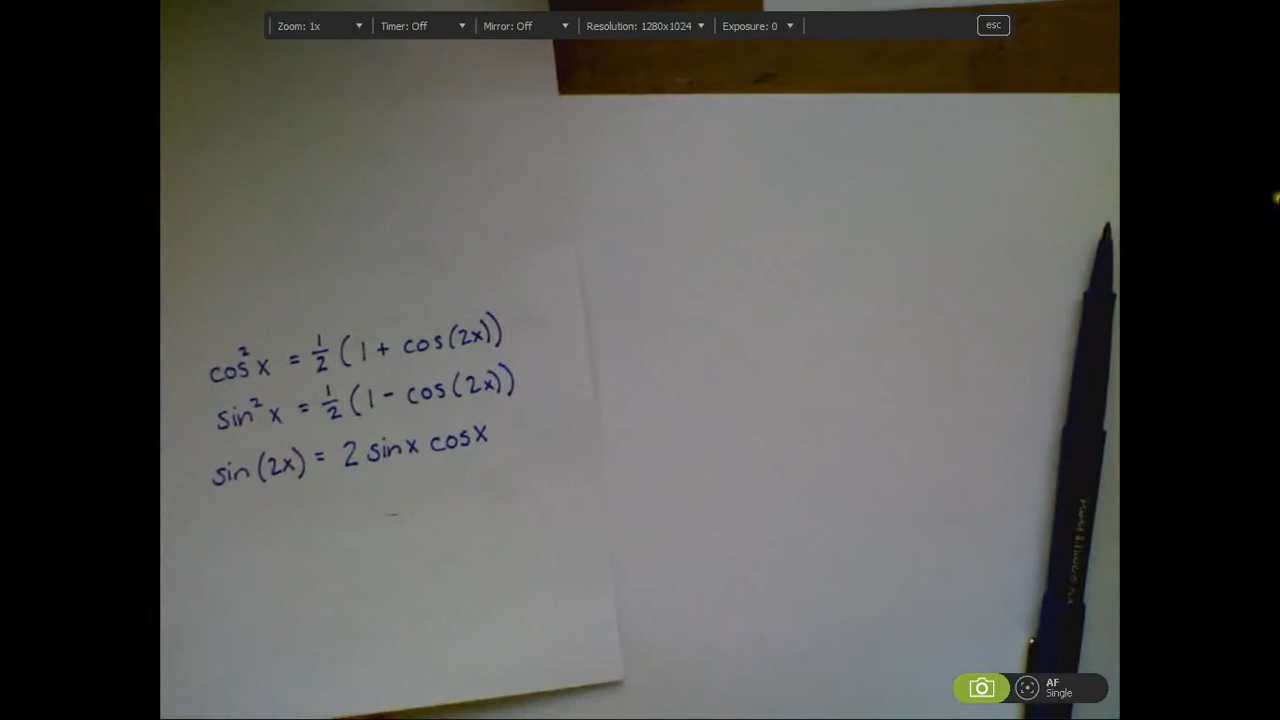 Zoom: 1x Timer: Off Mirror: Off Resolution: 1280x1024 Exposure: 0 esc
cos²x = 1/2 (1 + cos(2x))
sin²x = 1/2 (1 - cos(2x))
sin(2x) = 2 sinx cosx
AF
Single